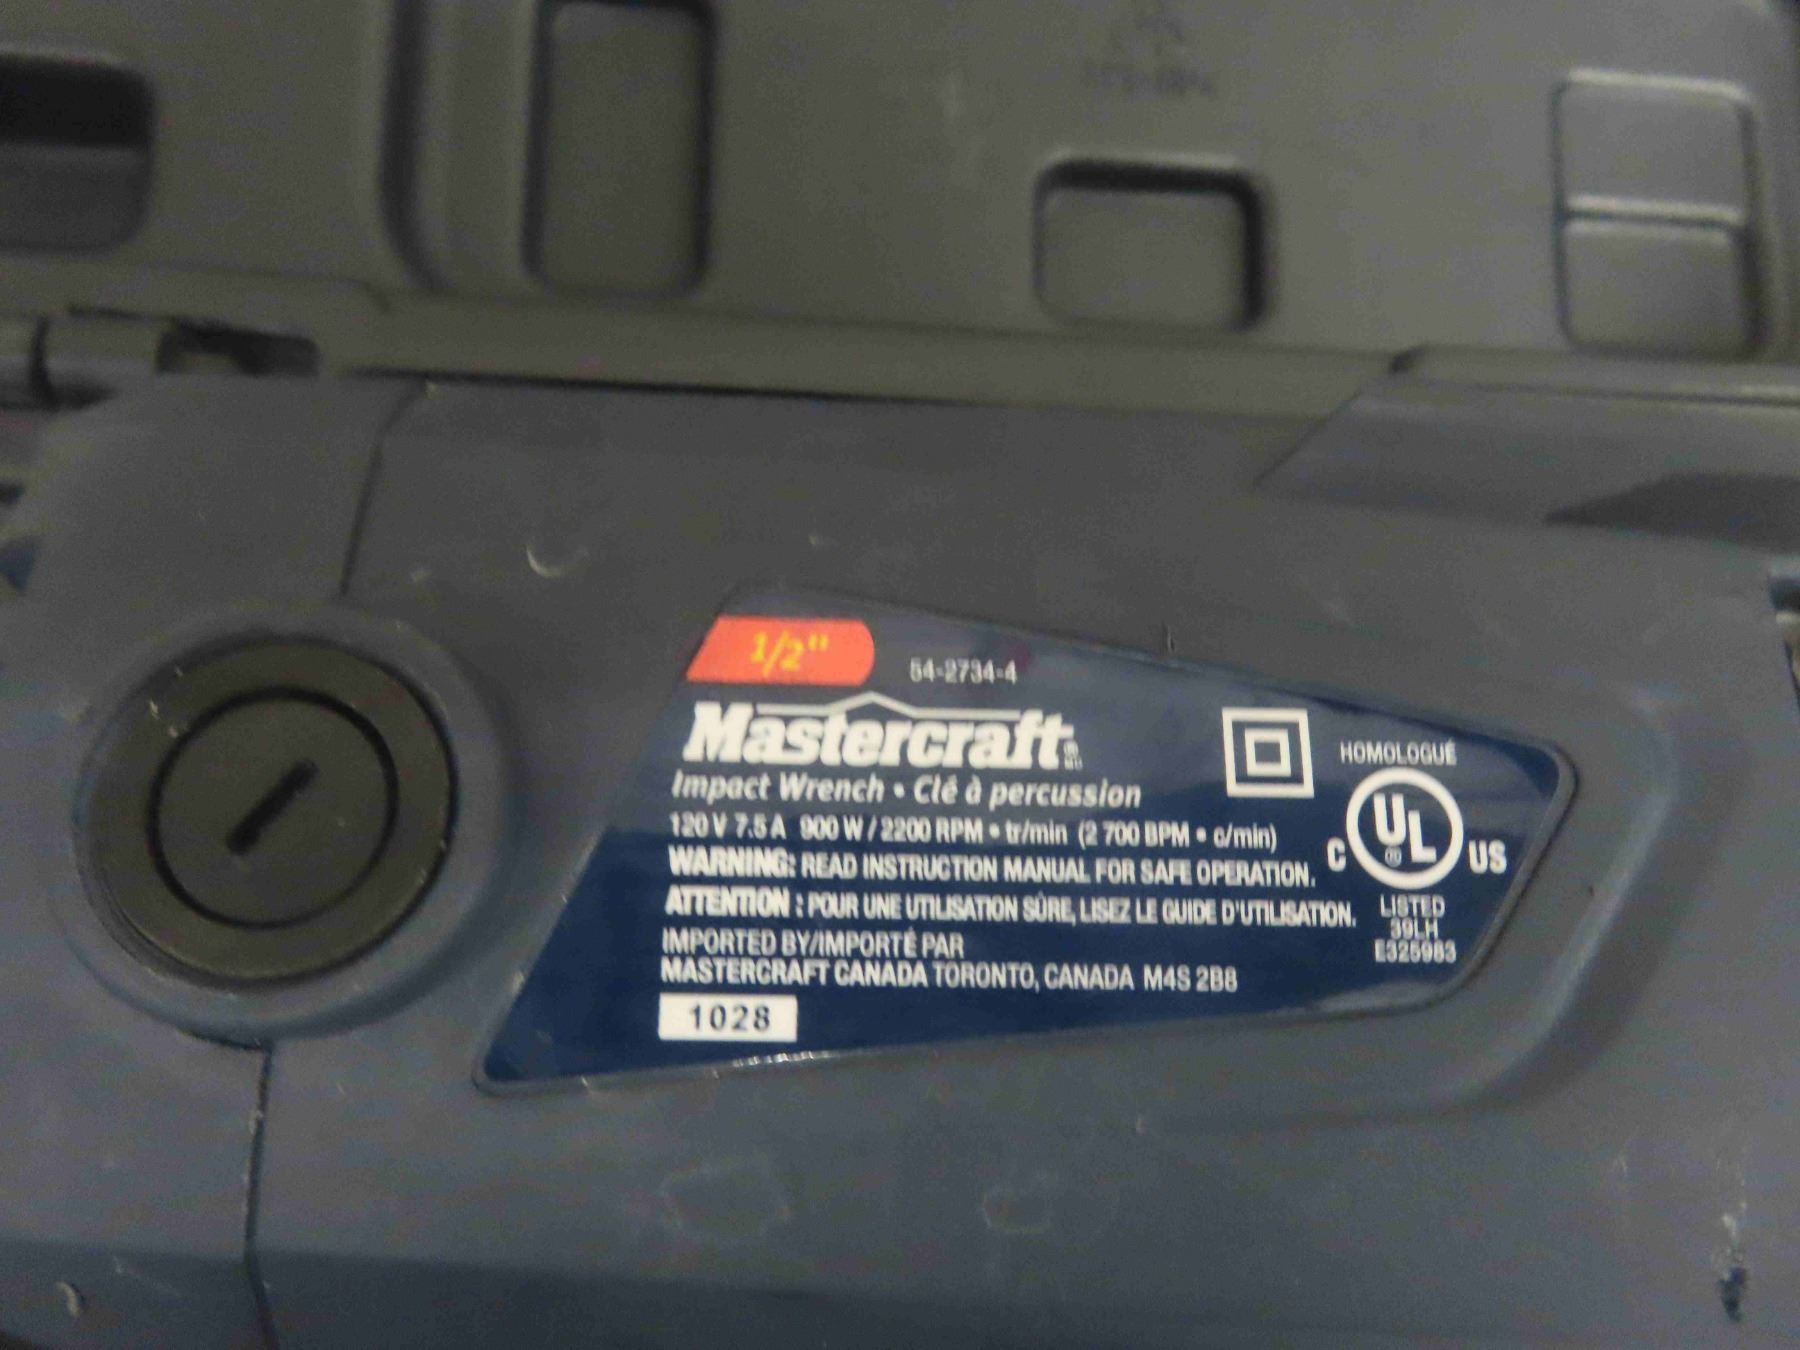 1/2"
54-2734-4
Mastercraft
Impact Wrench • Clé à percussion
120 V 7.5 A 900 W / 2200 RPM • tr/min (2 700 BPM • c/min)
WARNING: READ INSTRUCTION MANUAL FOR SAFE OPERATION.
ATTENTION : POUR UNE UTILISATION SÛRE, LISEZ LE GUIDE D'UTILISATION.
IMPORTED BY/IMPORTÉ PAR
MASTERCRAFT CANADA TORONTO, CANADA M4S 2B8
1028
HOMOLOGUÉ
C UL ® US
LISTED
39LH
E325983